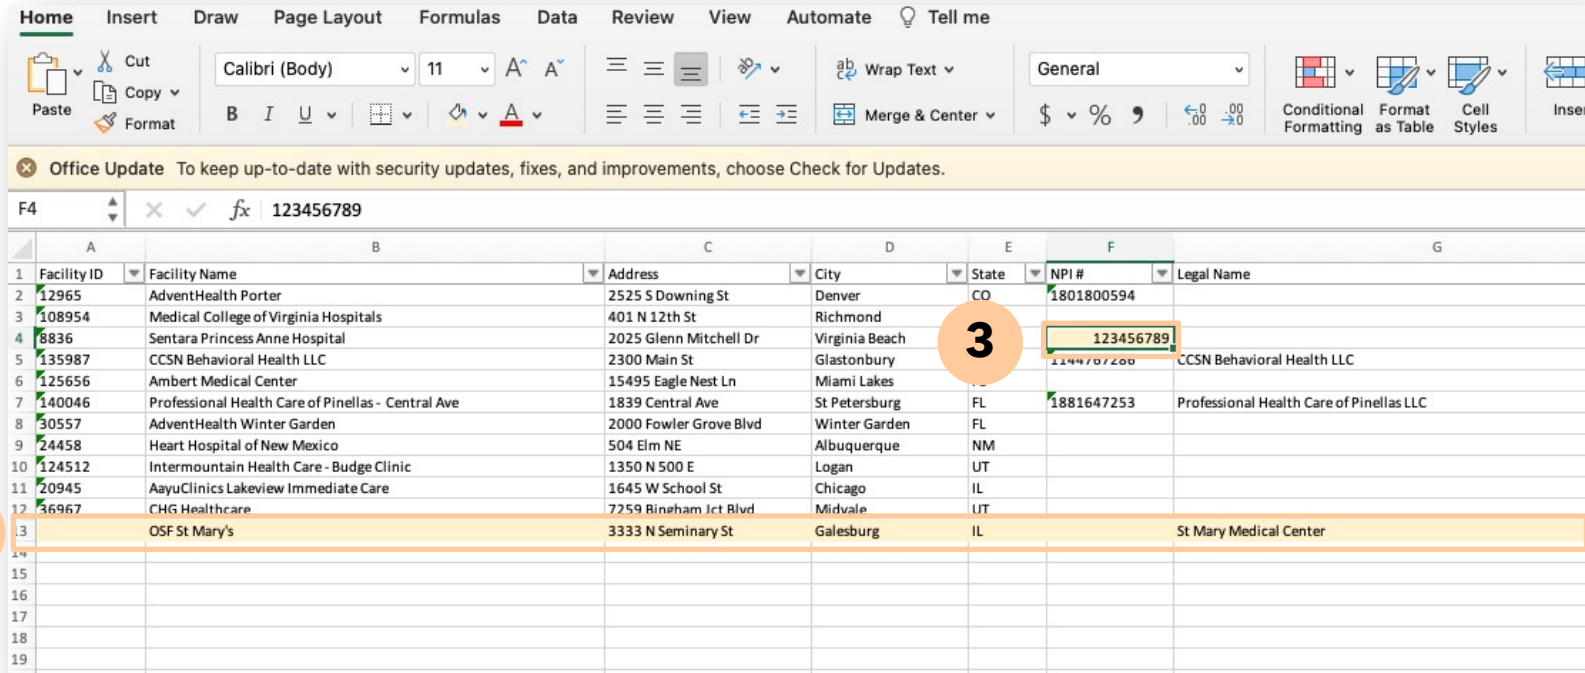 Home Insert Draw Page Layout Formulas Data Review View Automate Tell me
Cut
Copy
Format
Paste
Calibri (Body) 11 A^ A˅
B I U A
ab Wrap Text
Merge & Center
General
$ % 9 .00 .00
Conditional Formatting
Format as Table
Cell Styles
Office Update To keep up-to-date with security updates, fixes, and improvements, choose Check for Updates.
F4 fx 123456789
A B C D E F G
1 Facility ID Facility Name Address City State NPI # Legal Name
2 12965 AdventHealth Porter 2525 S Downing St Denver CO 1801800594
3 108954 Medical College of Virginia Hospitals 401 N 12th St Richmond
4 8836 Sentara Princess Anne Hospital 2025 Glenn Mitchell Dr Virginia Beach 123456789
3
5 135987 CCSN Behavioral Health LLC 2300 Main St Glastonbury 1144767286 CCSN Behavioral Health LLC
6 125656 Ambert Medical Center 15495 Eagle Nest Ln Miami Lakes
7 140046 Professional Health Care of Pinellas - Central Ave 1839 Central Ave St Petersburg FL 1881647253 Professional Health Care of Pinellas LLC
8 30557 AdventHealth Winter Garden 2000 Fowler Grove Blvd Winter Garden FL
9 24458 Heart Hospital of New Mexico 504 Elm NE Albuquerque NM
10 124512 Intermountain Health Care - Budge Clinic 1350 N 500 E Logan UT
11 20945 AayuClinics Lakeview Immediate Care 1645 W School St Chicago IL
12 36967 CHG Healthcare 7259 Bingham Jct Blvd Midvale UT
13 OSF St Mary's 3333 N Seminary St Galesburg IL St Mary Medical Center
14
15
16
17
18
19